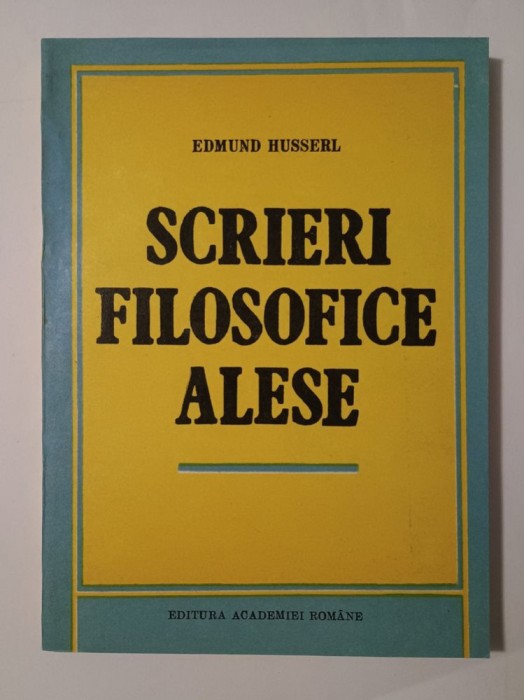 EDMUND HUSSERL
SCRIERI
FILOSOFICE
ALESE
EDITURA ACADEMIEI ROMÂNE